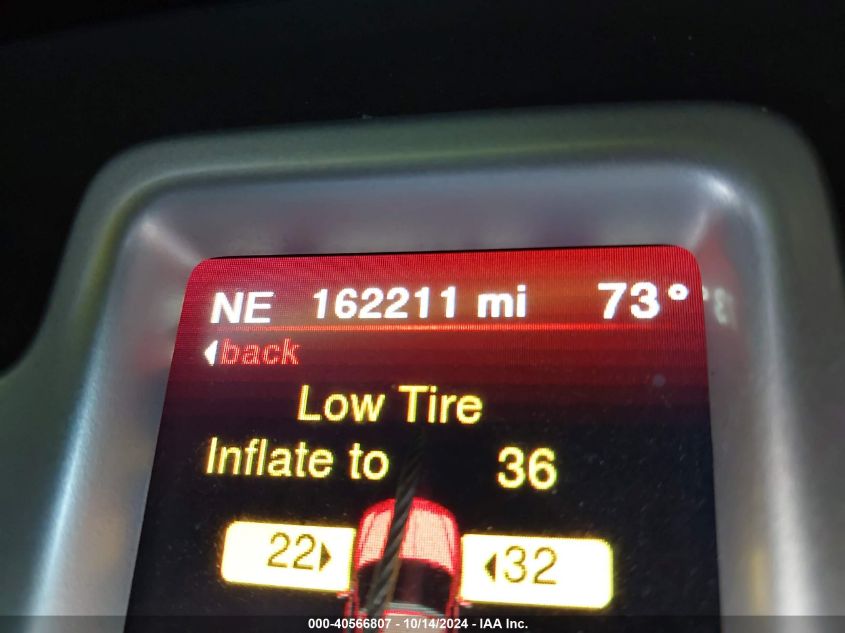 NE 162211 mi 73°
back
Low Tire
Inflate to 36
22 32
000-40566807 - 10/14/2024 - IAA Inc.